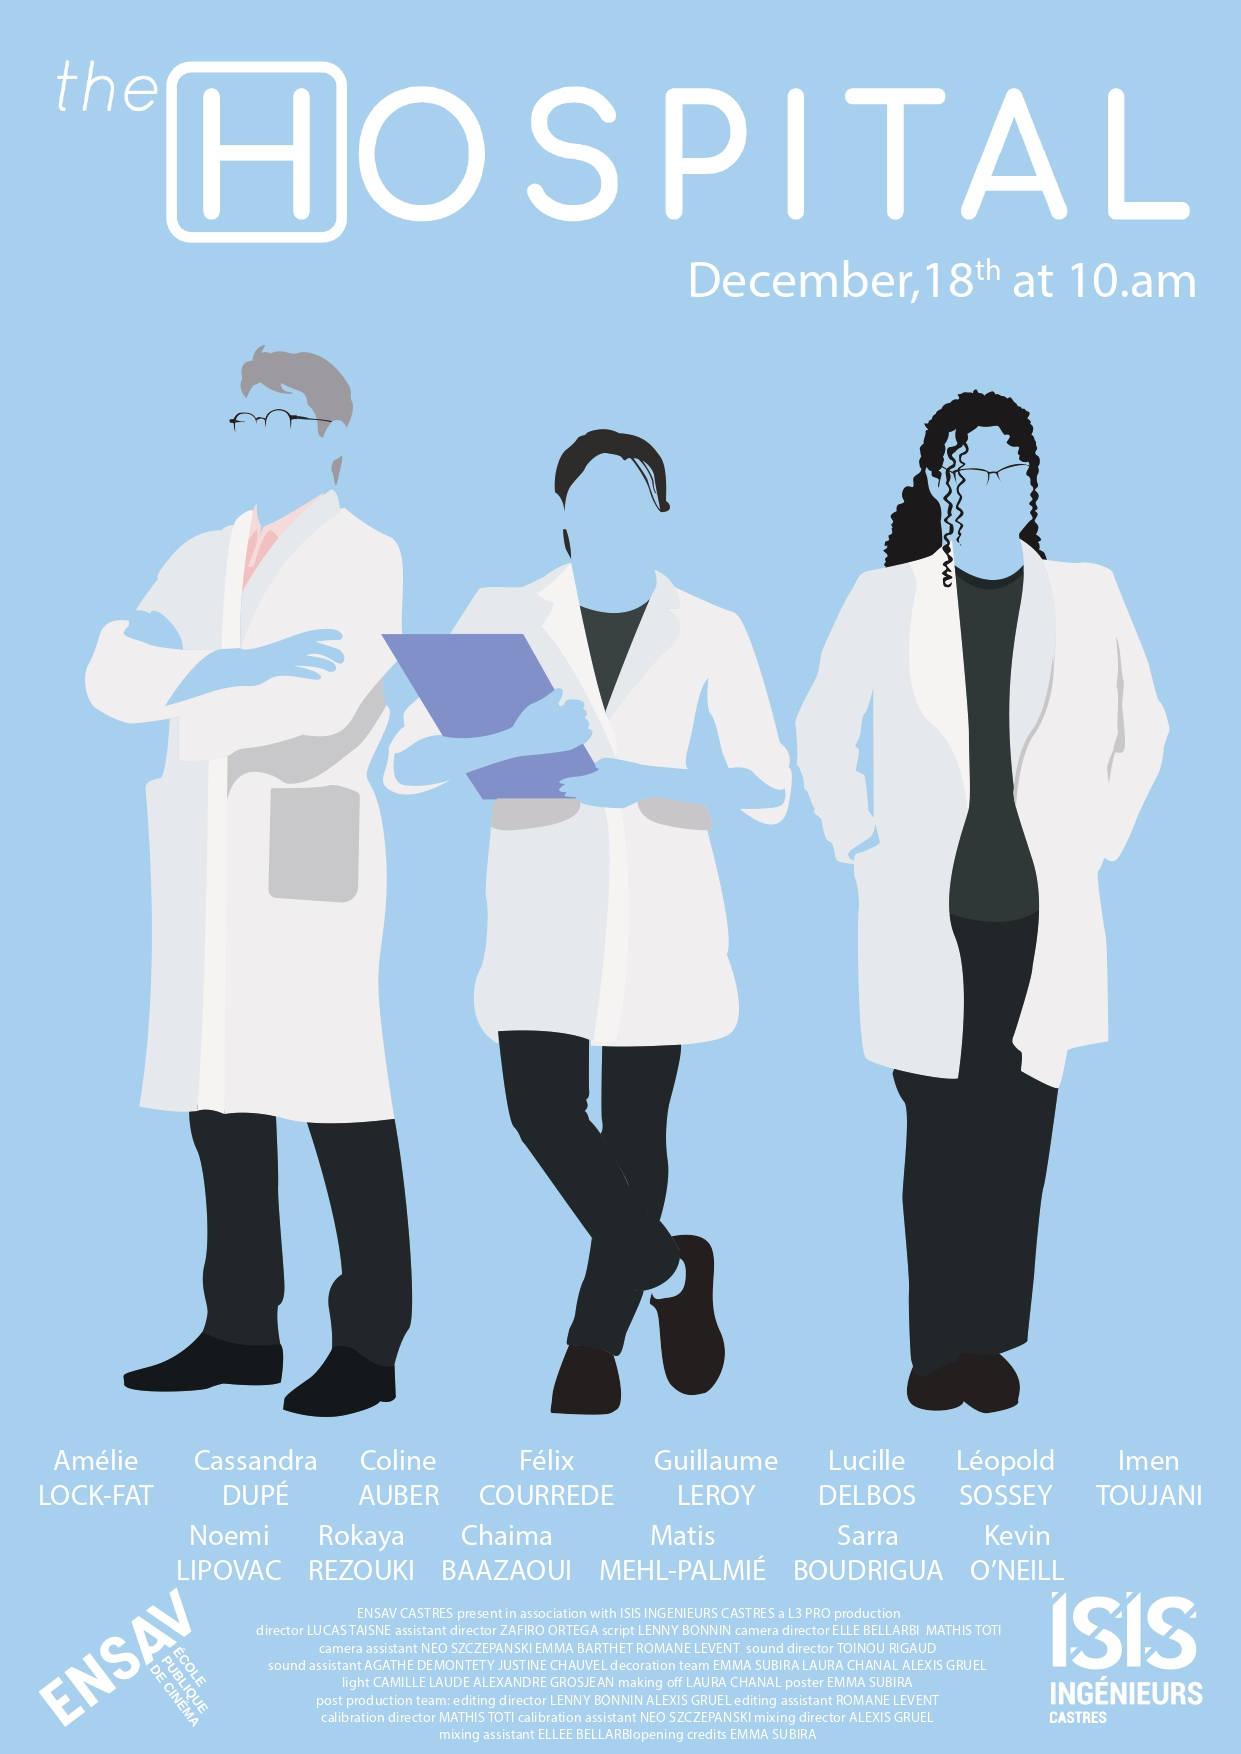 the HOSPITAL
December,18th at 10.am
Amélie Cassandra Coline Félix Guillaume Lucille Léopold Imen
LOCK-FAT DUPÉ AUBER COURREDE LEROY DELBOS SOSSEY TOUJANI
Noemi Rokaya Chaima Matis Sarra Kevin
LIPOVAC REZOUKI BAAZAOUI MEHL-PALMIÉ BOUDRIGUA O'NEILL
ENSAV
ÉCOLE
PUBLIQUE
DE CINÉMA
ENSAV CASTRES present in association with ISIS INGENIEURS CASTRES a L3 PRO production
director LUCAS TAISNE assistant director ZAFIRO ORTEGA script LENNY BONNIN camera director ELLE BELLARBI MATHIS TOTI
camera assistant NEO SZCZEPANSKI EMMA BARTHET ROMANE LEVENT sound director TOINOU RIGAUD
sound assistant AGATHE DEMONTETY JUSTINE CHAUVEL decoration team EMMA SUBIRA LAURA CHANAL ALEXIS GRUEL
light CAMILLE LAUDE ALEXANDRE GROSJEAN making off LAURA CHANAL poster EMMA SUBIRA
post production team: editing director LENNY BONNIN ALEXIS GRUEL editing assistant ROMANE LEVENT
calibration director MATHIS TOTI calibration assistant NEO SZCZEPANSKI mixing director ALEXIS GRUEL
mixing assistant ELLEE BELLARBIopening credits EMMA SUBIRA
ISIS
INGÉNIEURS
CASTRES